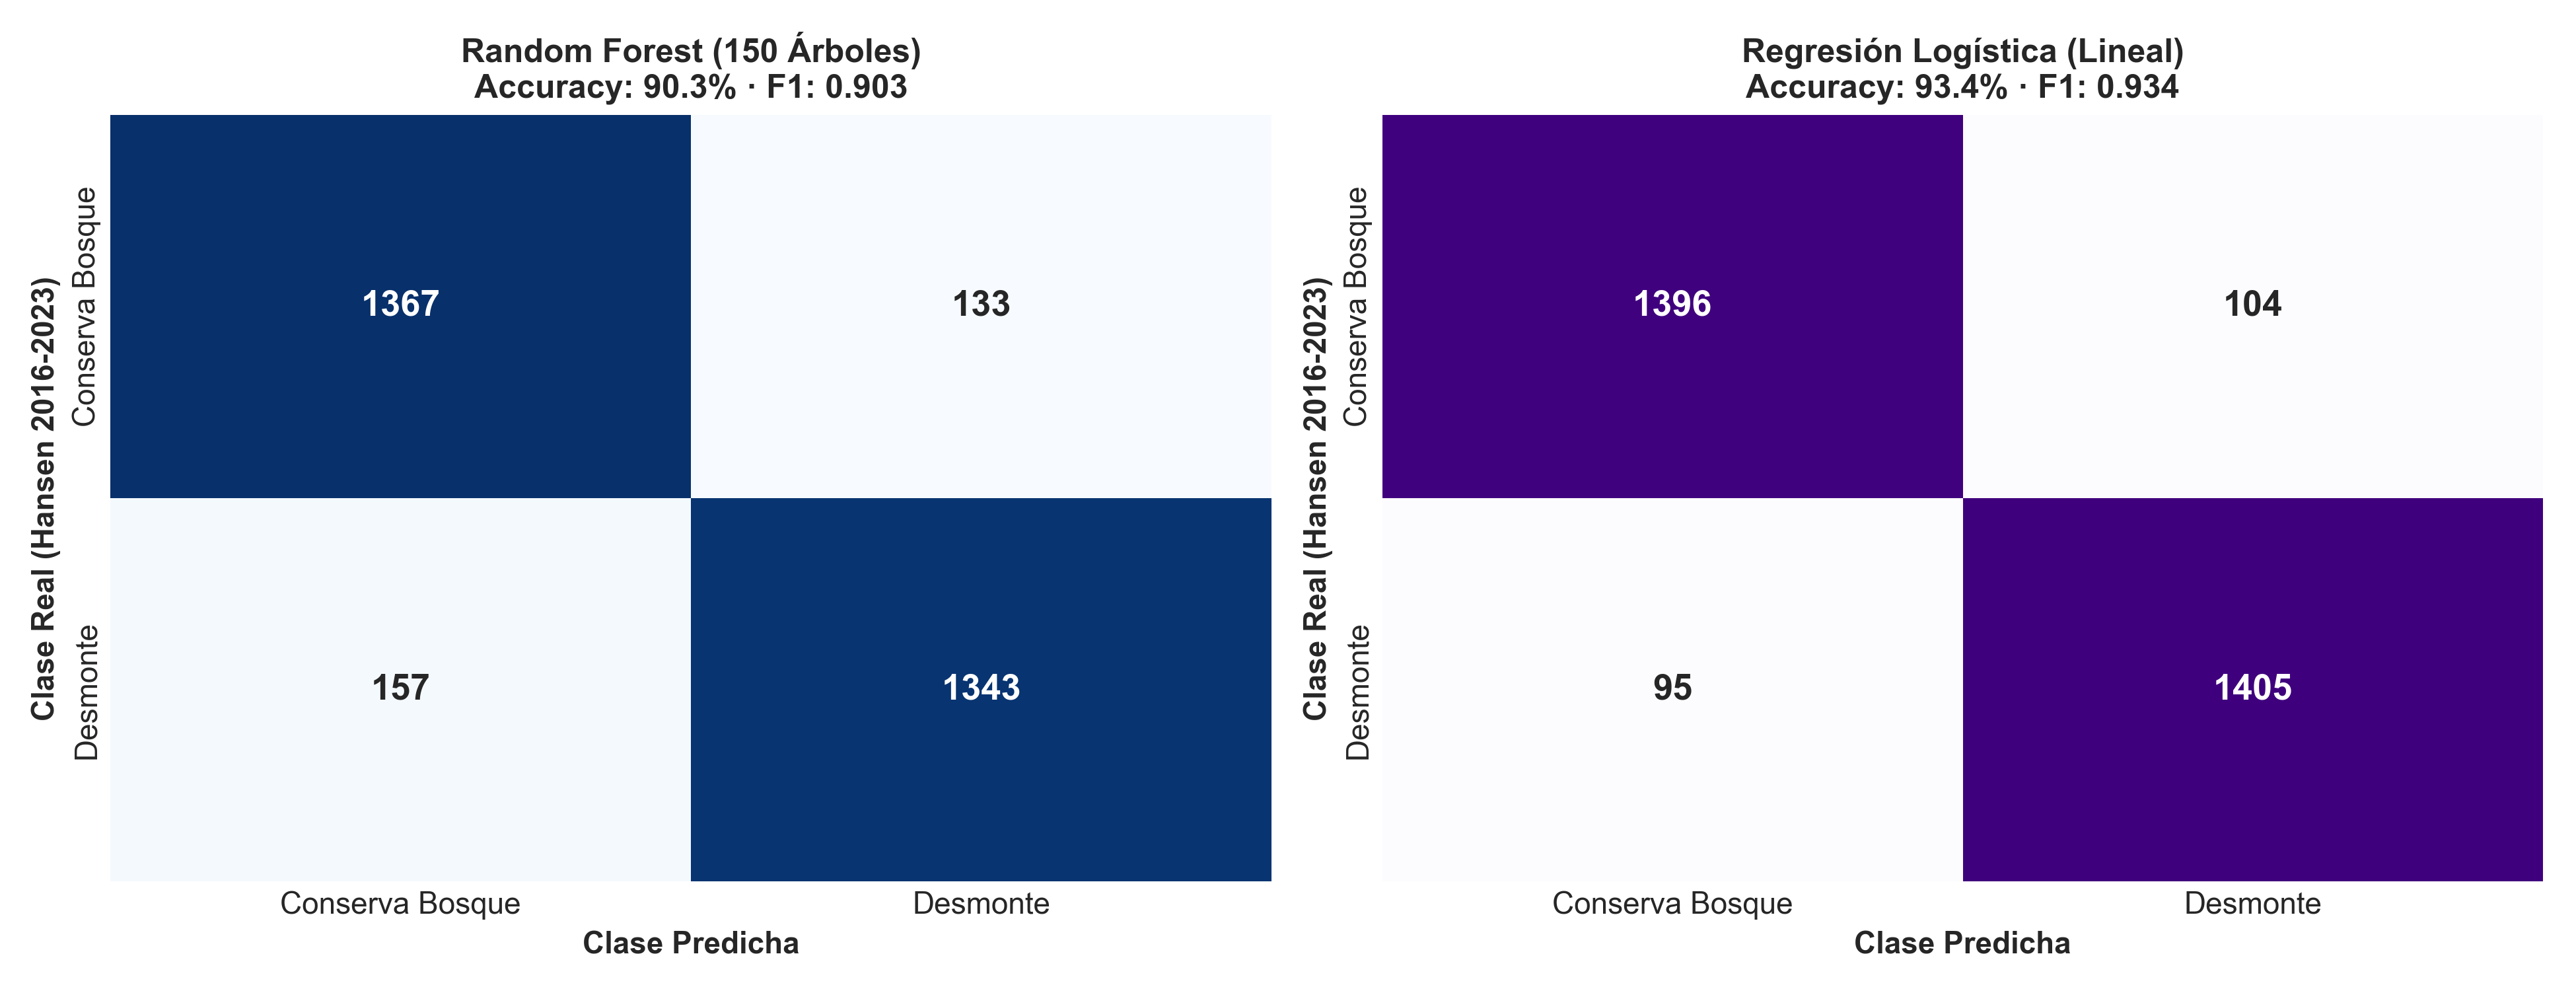 Random Forest (150 Árboles)
Accuracy: 90.3% · F1: 0.903
Clase Real (Hansen 2016-2023)
Conserva Bosque
Desmonte
1367
133
157
1343
Conserva Bosque
Desmonte
Clase Predicha
Regresión Logística (Lineal)
Accuracy: 93.4% · F1: 0.934
Clase Real (Hansen 2016-2023)
Conserva Bosque
Desmonte
1396
104
95
1405
Conserva Bosque
Desmonte
Clase Predicha